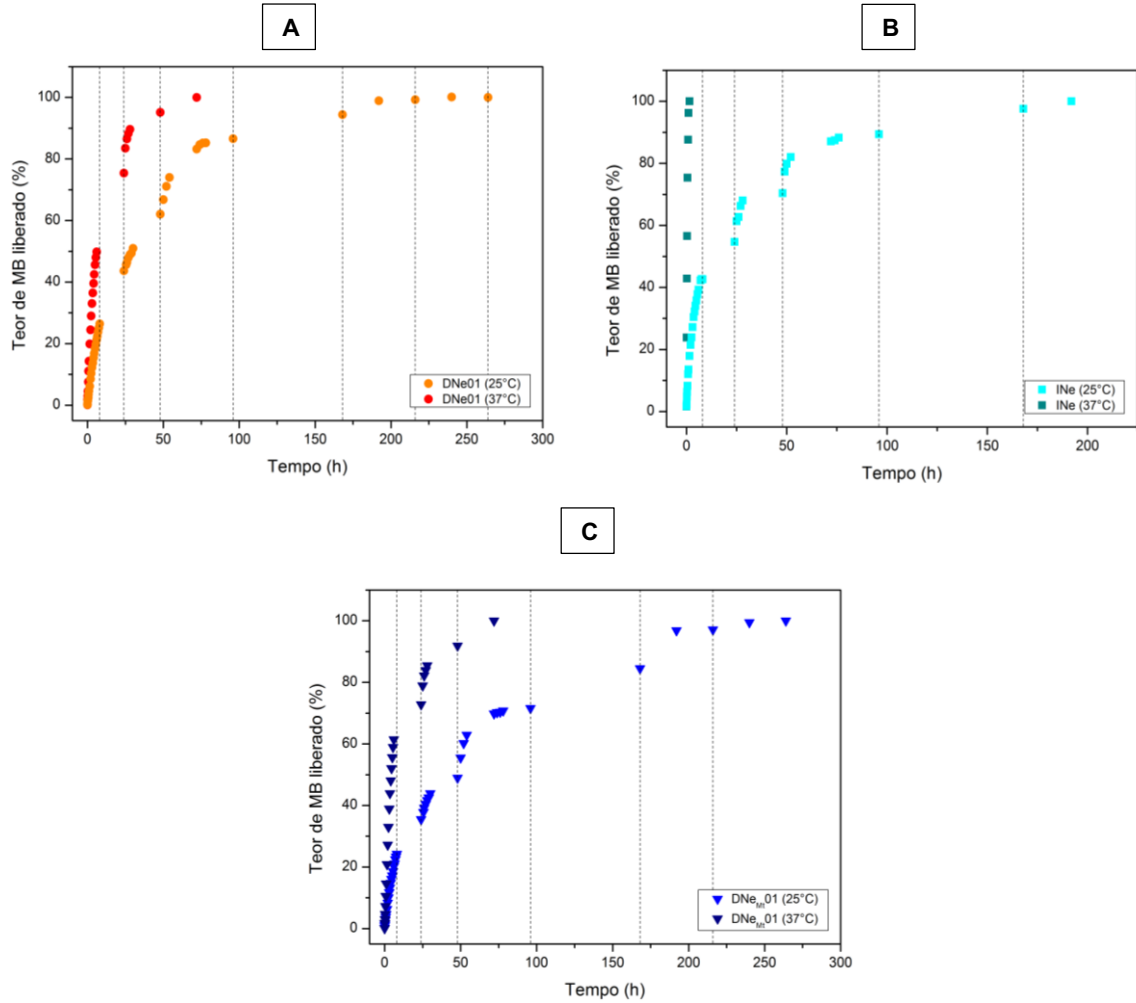 A
Teor de MB liberado (%)
100
80
60
40
20
0
DNe01 (25°C)
DNe01 (37°C)
0 50 100 150 200 250 300
Tempo (h)
B
Teor de MB liberado (%)
100
80
60
40
20
0
INe (25°C)
INe (37°C)
0 50 100 150 200
Tempo (h)
C
Teor de MB liberado (%)
100
80
60
40
20
0
DNeMt01 (25°C)
DNeMt01 (37°C)
0 50 100 150 200 250 300
Tempo (h)